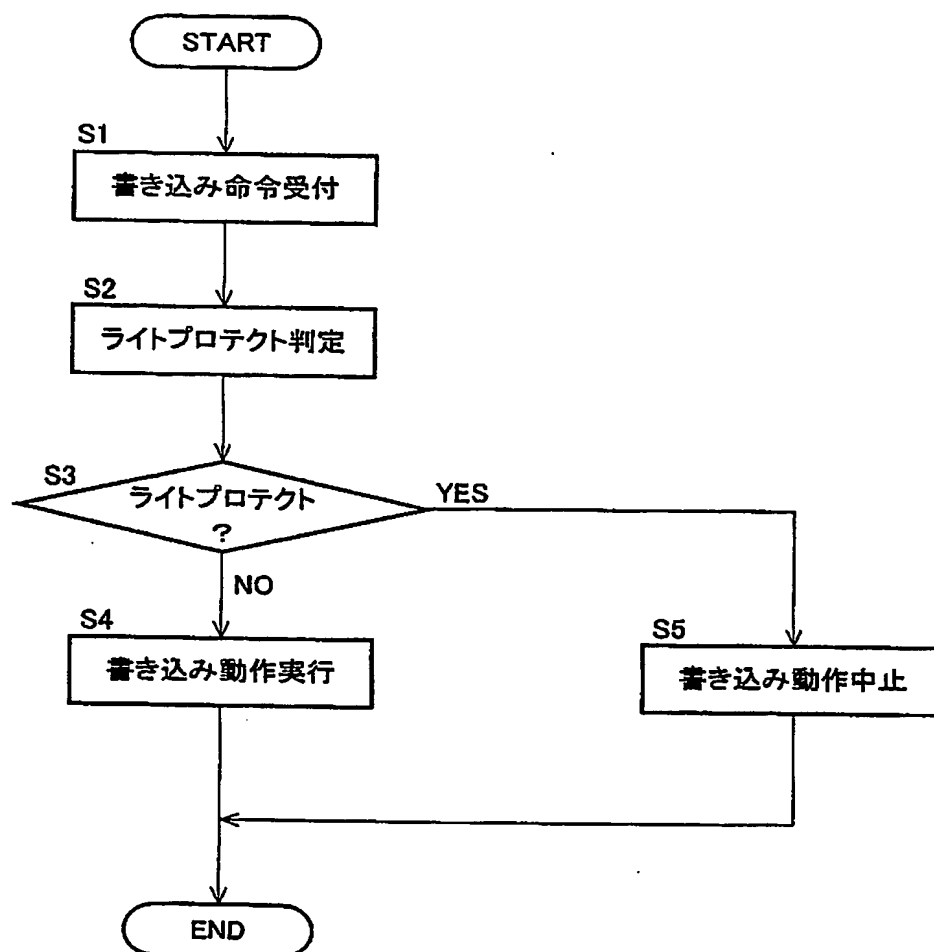 START
S1
書き込み命令受付
S2
ライトプロテクト判定
S3
ライトプロテクト
?
YES
NO
S4
書き込み動作実行
S5
書き込み動作中止
END